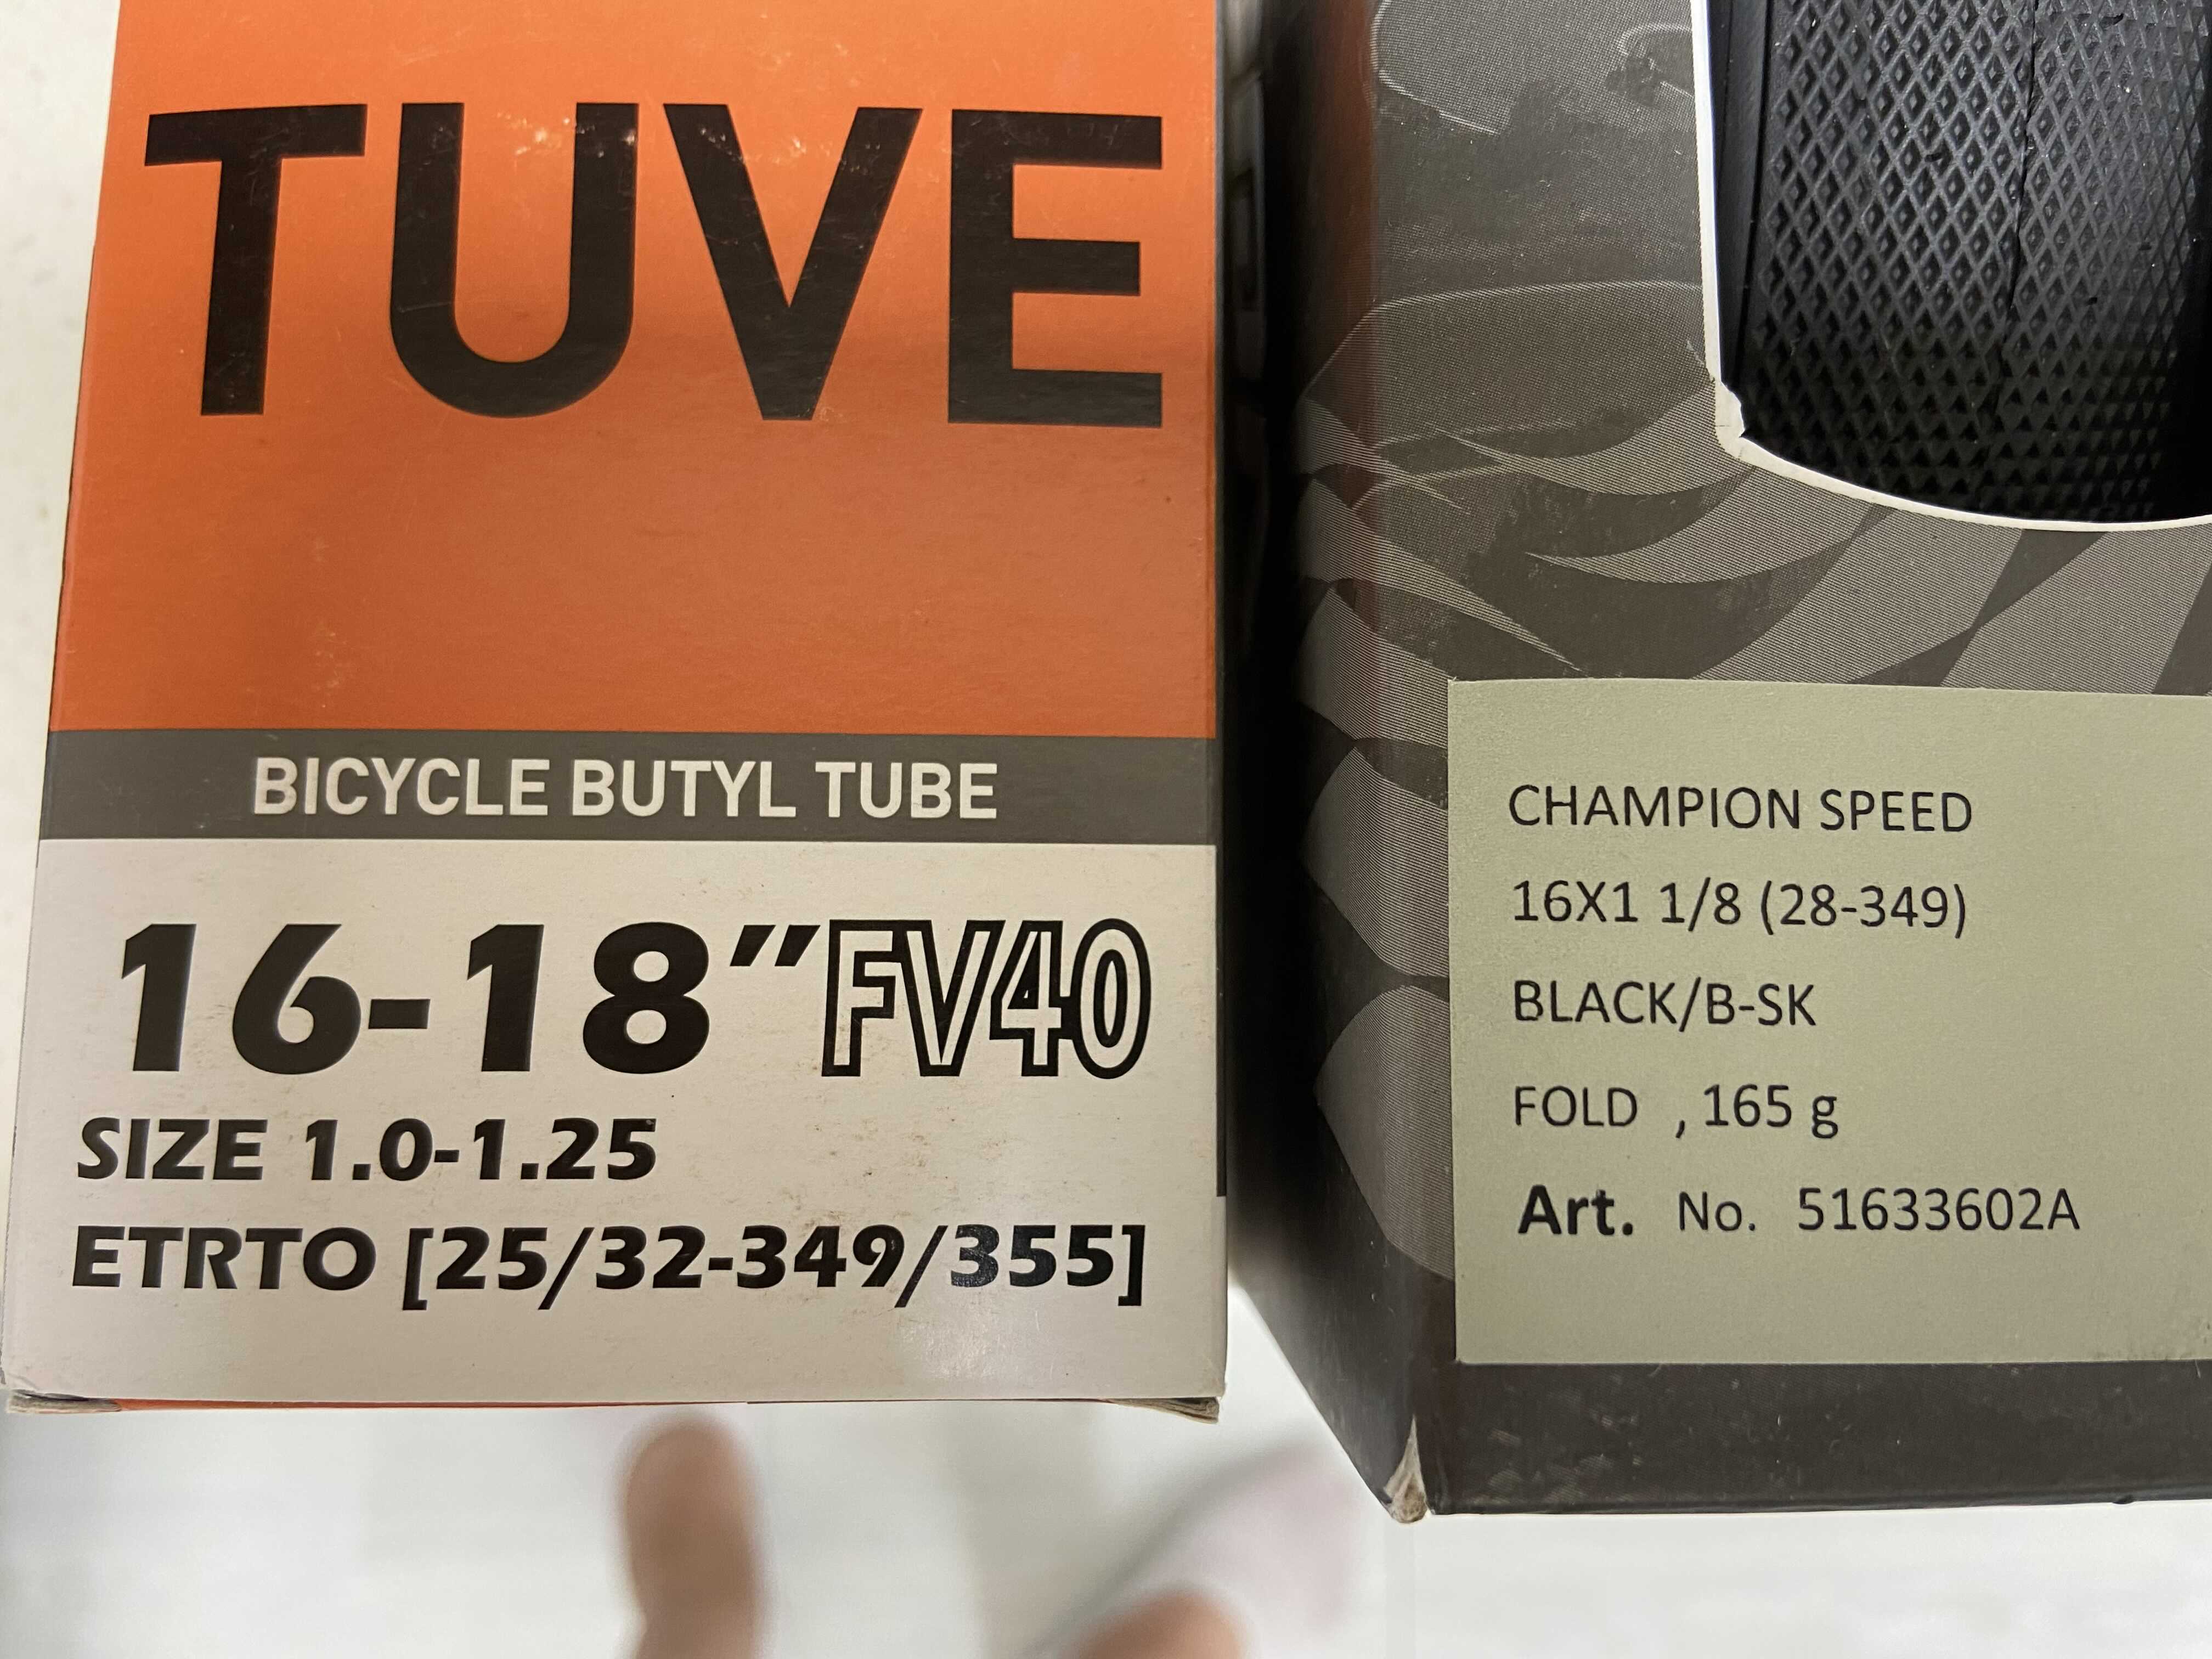 TUVE
BICYCLE BUTYL TUBE
16-18" FV40
SIZE 1.0-1.25
ETRTO [25/32-349/355]
CHAMPION SPEED
16X1 1/8 (28-349)
BLACK/B-SK
FOLD , 165 g
Art. No. 51633602A